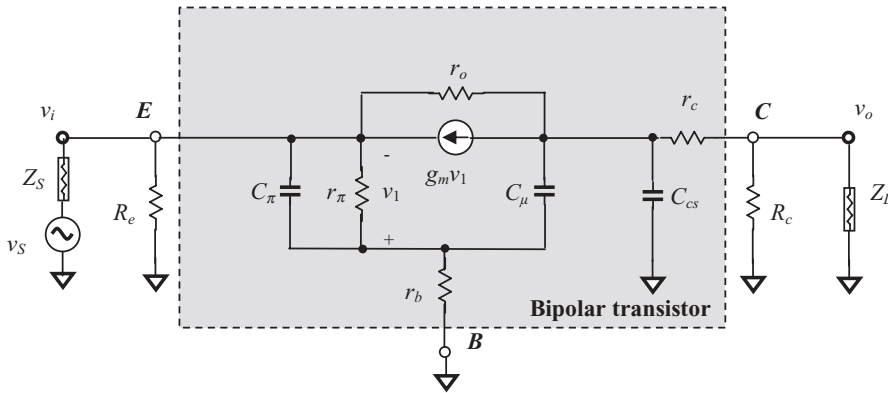 r_o
r_c
v_i
E
C
v_o
Z_S
R_e
C_π
r_π
-
v_1
+
g_m v_1
C_μ
C_cs
R_c
Z_L
v_S
r_b
Bipolar transistor
B